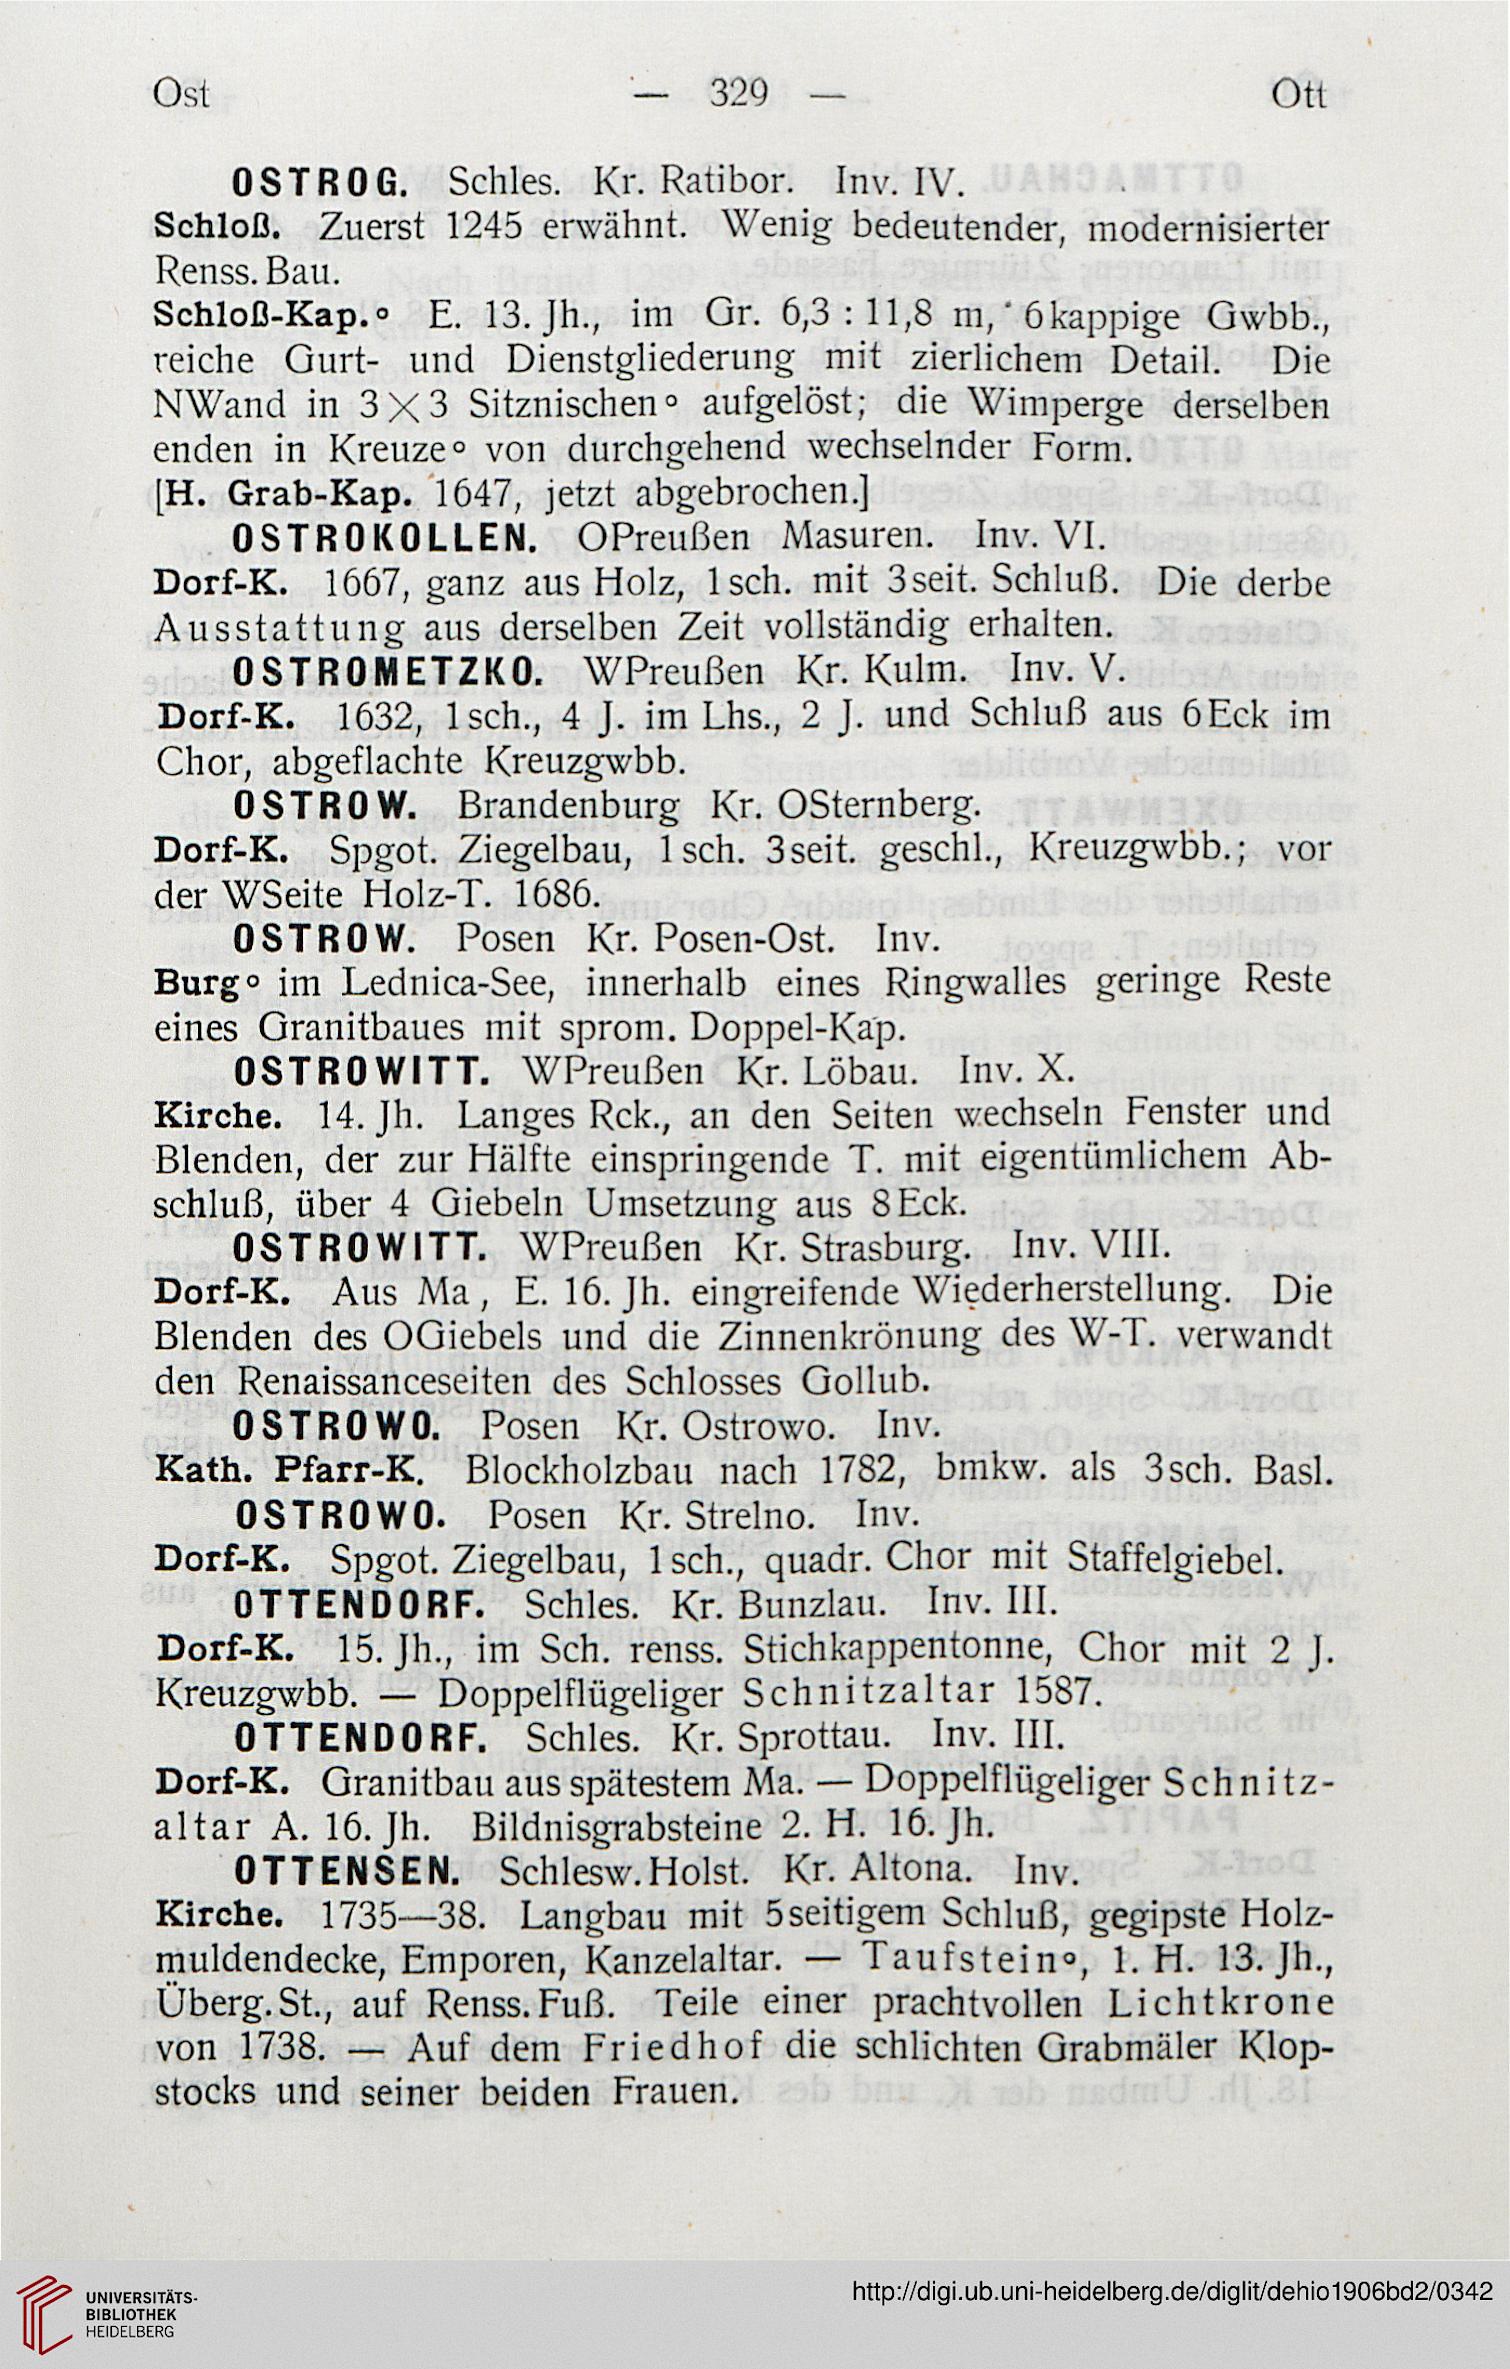 Ost — 329 — Ott
OSTROG. Schles. Kr. Ratibor. Inv. IV.
Schloß. Zuerst 1245 erwähnt. Wenig bedeutender, modernisierter
Renss. Bau.
Schloß-Kap.° E. 13. Jh., im Gr. 6,3 : 11,8 m, 6kappige Gwbb.,
reiche Gurt- und Dienstgliederung mit zierlichem Detail. Die
NWand in 3×3 Sitznischen° aufgelöst; die Wimperge derselben
enden in Kreuze° von durchgehend wechselnder Form.
[H. Grab-Kap. 1647, jetzt abgebrochen.]
OSTROKOLLEN. OPreußen Masuren. Inv. VI.
Dorf-K. 1667, ganz aus Holz, 1sch. mit 3seit. Schluß. Die derbe
Ausstattung aus derselben Zeit vollständig erhalten.
OSTROMETZKO. WPreußen Kr. Kulm. Inv. V.
Dorf-K. 1632, 1sch., 4 J. im Lhs., 2 J. und Schluß aus 6Eck im
Chor, abgeflachte Kreuzgwbb.
OSTROW. Brandenburg Kr. OSternberg.
Dorf-K. Spgot. Ziegelbau, 1sch. 3seit. geschl., Kreuzgwbb.; vor
der WSeite Holz-T. 1686.
OSTROW. Posen Kr. Posen-Ost. Inv.
Burg° im Lednica-See, innerhalb eines Ringwalles geringe Reste
eines Granitbaues mit sprom. Doppel-Kap.
OSTROWITT. WPreußen Kr. Löbau. Inv. X.
Kirche. 14. Jh. Langes Rck., an den Seiten wechseln Fenster und
Blenden, der zur Hälfte einspringende T. mit eigentümlichem Ab-
schluß, über 4 Giebeln Umsetzung aus 8Eck.
OSTROWITT. WPreußen Kr. Strasburg. Inv. VIII.
Dorf-K. Aus Ma, E. 16. Jh. eingreifende Wiederherstellung. Die
Blenden des OGiebels und die Zinnenkrönung des W-T. verwandt
den Renaissanceseiten des Schlosses Gollub.
OSTROWO. Posen Kr. Ostrowo. Inv.
Kath. Pfarr-K. Blockholzbau nach 1782, bmkw. als 3sch. Basl.
OSTROWO. Posen Kr. Strelno. Inv.
Dorf-K. Spgot. Ziegelbau, 1sch., quadr. Chor mit Staffelgiebel.
OTTENDORF. Schles. Kr. Bunzlau. Inv. III.
Dorf-K. 15. Jh., im Sch. renss. Stichkappentonne, Chor mit 2 J.
Kreuzgwbb. — Doppelflügeliger Schnitzaltar 1587.
OTTENDORF. Schles. Kr. Sprottau. Inv. III.
Dorf-K. Granitbau aus spätestem Ma. — Doppelflügeliger Schnitz-
altar A. 16. Jh. Bildnisgrabsteine 2. H. 16. Jh.
OTTENSEN. Schlesw. Holst. Kr. Altona. Inv.
Kirche. 1735—38. Langbau mit 5seitigem Schluß, gegipste Holz-
muldendecke, Emporen, Kanzelaltar. — Taufstein°, 1. H. 13. Jh.,
Überg. St., auf Renss. Fuß. Teile einer prachtvollen Lichtkrone
von 1738. — Auf dem Friedhof die schlichten Grabmäler Klop-
stocks und seiner beiden Frauen.
UNIVERSITÄTS-
BIBLIOTHEK
HEIDELBERG
http://digi.ub.uni-heidelberg.de/diglit/dehio1906bd2/0342